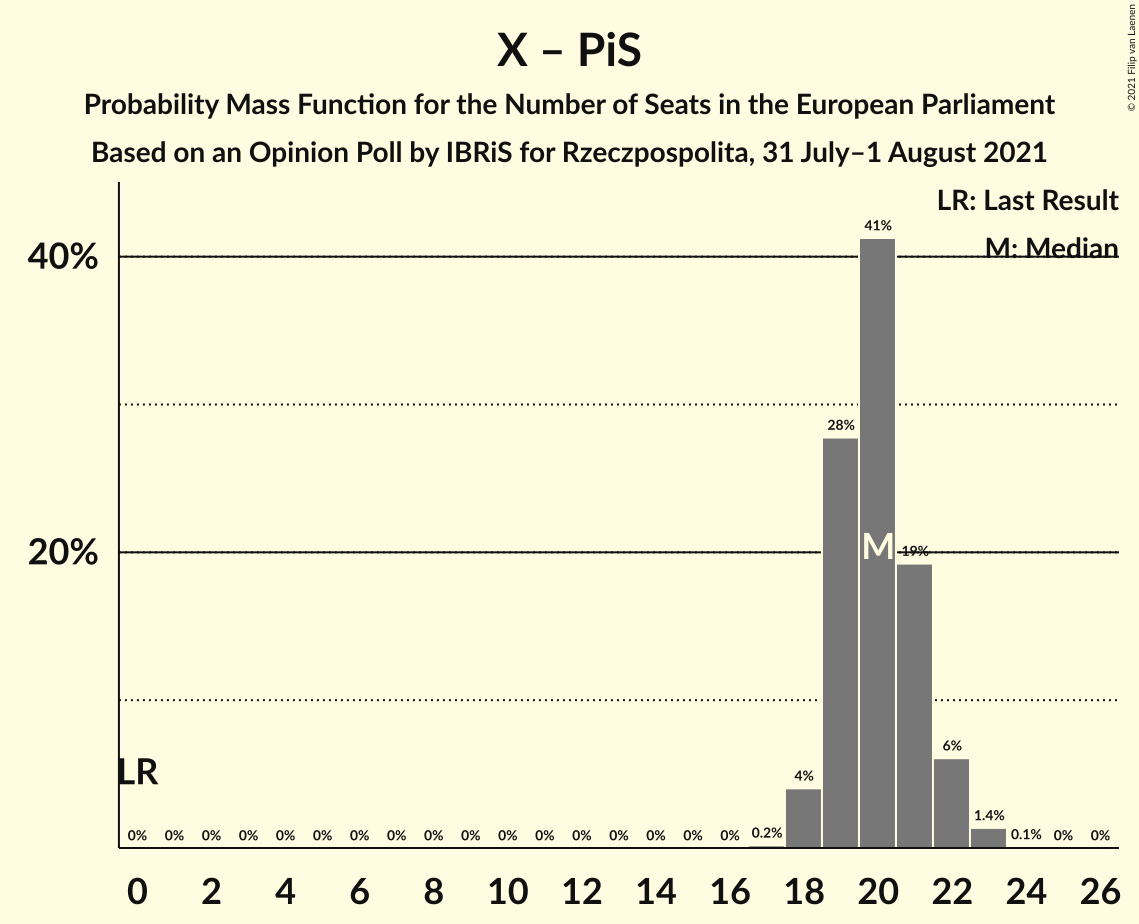 X – PiS
Probability Mass Function for the Number of Seats in the European Parliament
Based on an Opinion Poll by IBRiS for Rzeczpospolita, 31 July–1 August 2021
© 2021 Filip van Laenen
LR: Last Result
M: Median
40%
20%
41%
28%
M
19%
LR
6%
4%
1.4%
0% 0% 0% 0% 0% 0% 0% 0% 0% 0% 0% 0% 0% 0% 0% 0% 0% 0.2% 0.1% 0% 0%
0 2 4 6 8 10 12 14 16 18 20 22 24 26